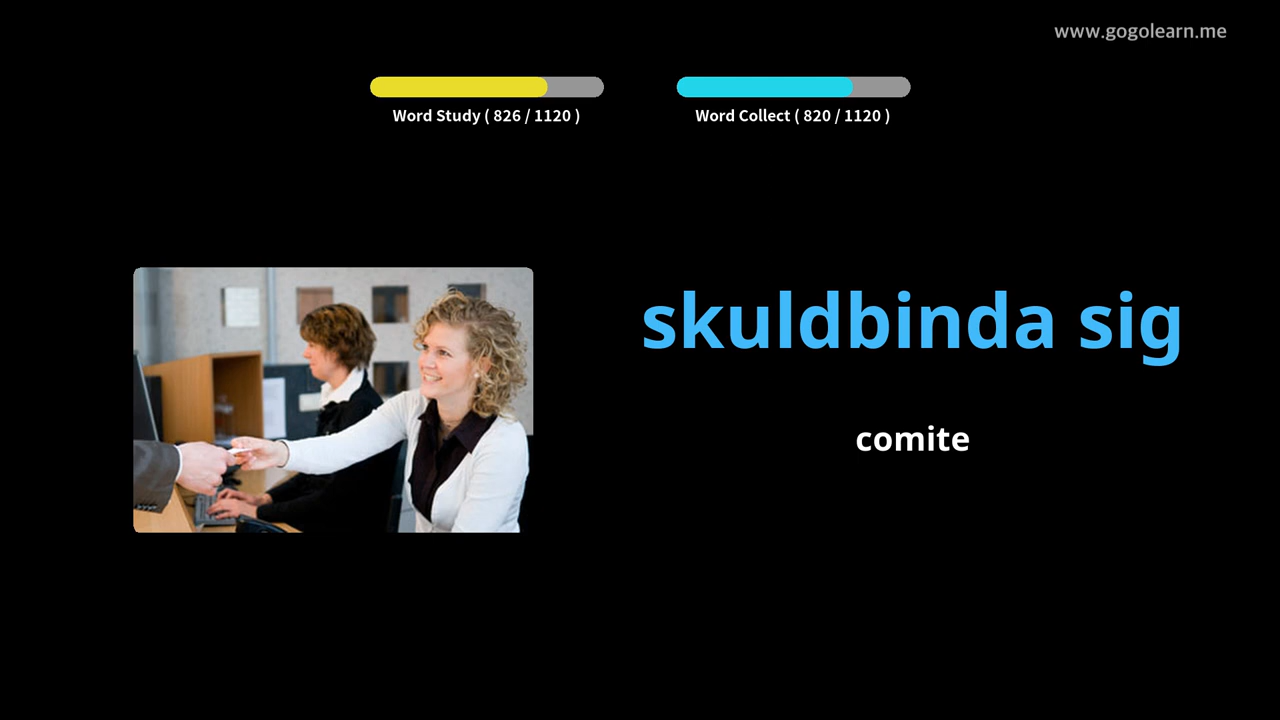 www.gogolearn.me
Word Study ( 826 / 1120 )
Word Collect ( 820 / 1120 )
skuldbinda sig
comite